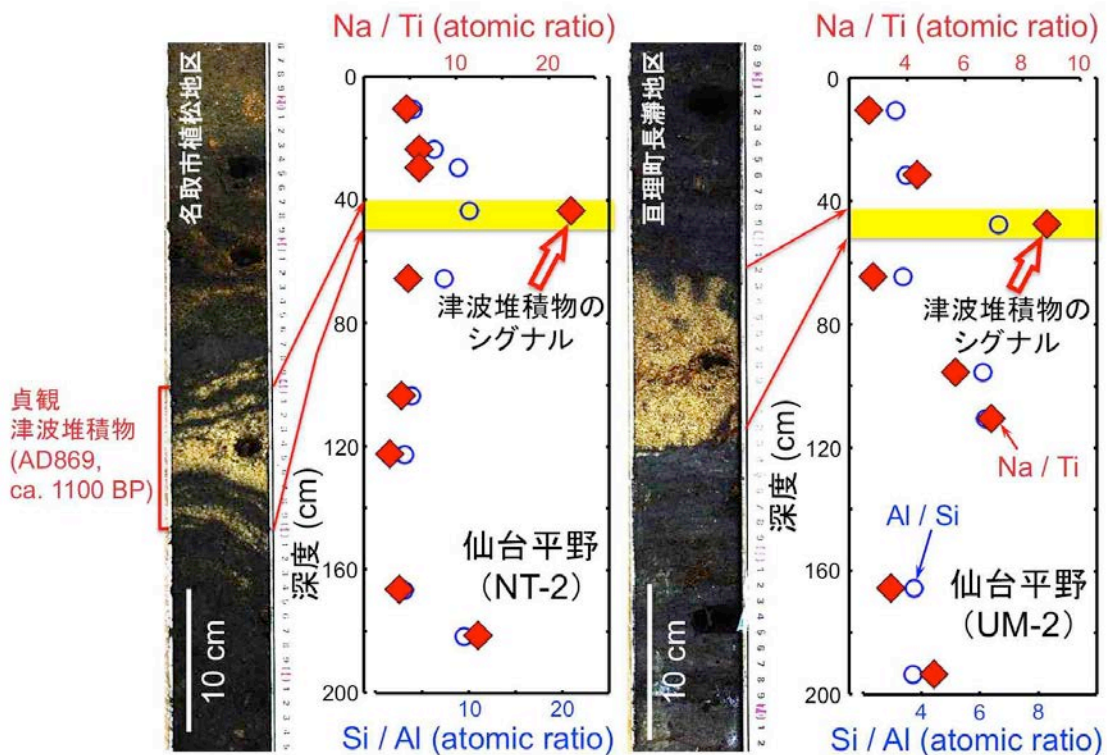 Na / Ti (atomic ratio)
10
20
0
40
80
120
160
200
深度 (cm)
名取市植松地区
貞観
津波堆積物
(AD869,
ca. 1100 BP)
10 cm
津波堆積物の
シグナル
仙台平野
(NT-2)
10
20
Si / Al (atomic ratio)
Na / Ti (atomic ratio)
4
6
8
10
0
40
80
120
160
200
深度 (cm)
亘理町長瀞地区
10 cm
津波堆積物の
シグナル
Na / Ti
Al / Si
仙台平野
(UM-2)
4
6
8
Si / Al (atomic ratio)